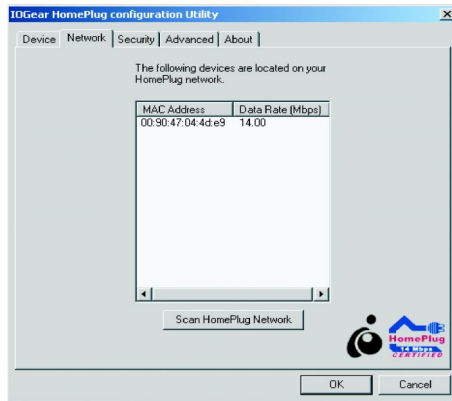 IOGear HomePlug configuration Utility
Device Network Security Advanced About
The following devices are located on your
HomePlug network.
MAC Address Data Rate (Mbps)
00:90:47:04:4d:e9 14.00
Scan HomePlug Network
HomePlug
14 Mbps
CERTIFIED
OK Cancel